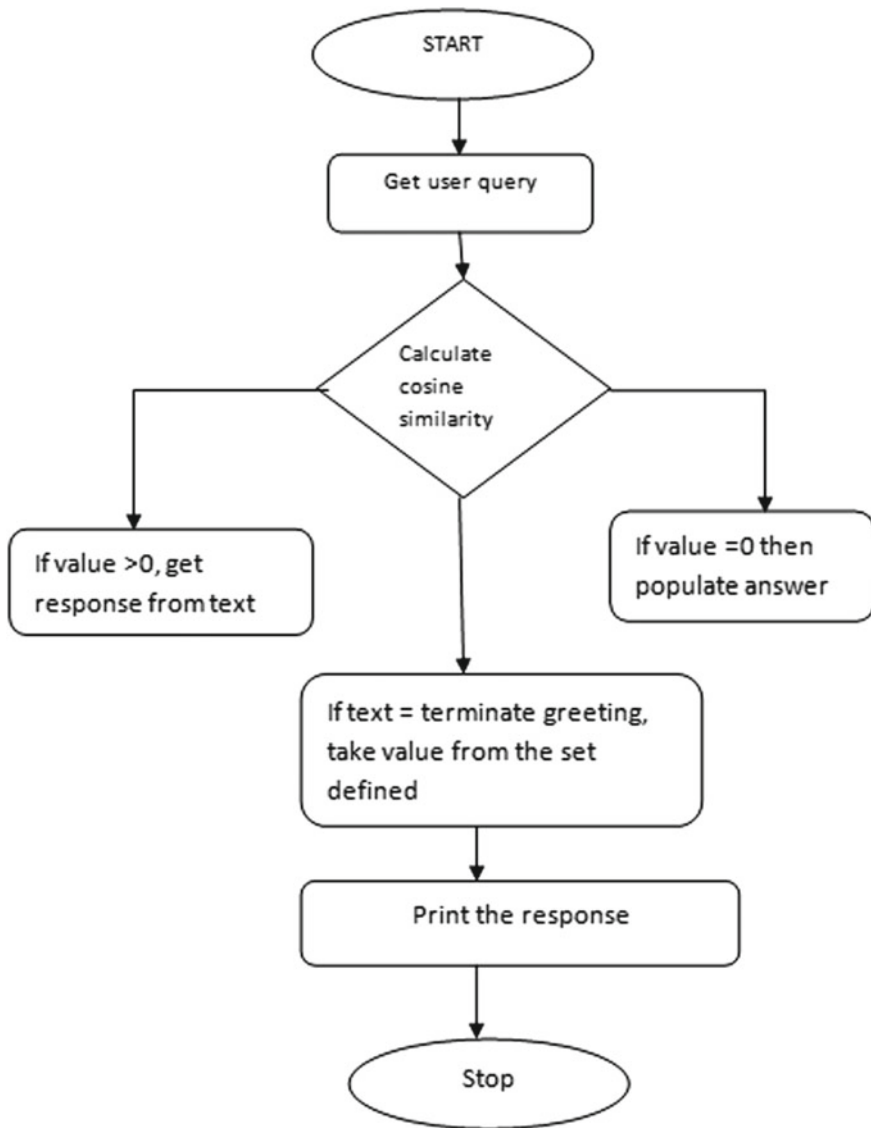 START
Get user query
Calculate
cosine
similarity
If value >0, get
response from text
If value =0 then
populate answer
If text = terminate greeting,
take value from the set
defined
Print the response
Stop